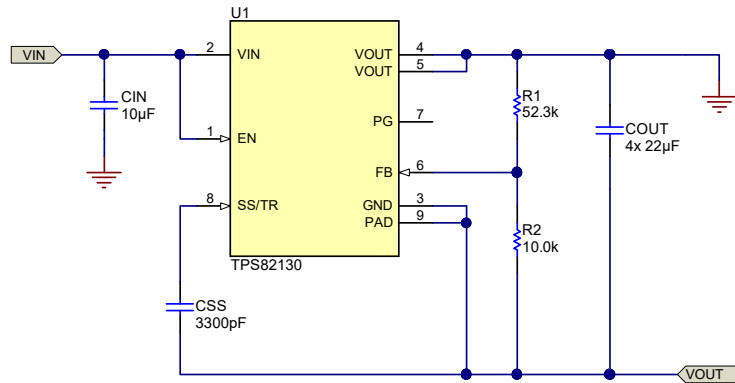 U1
VIN
2
VIN
VOUT
4
VOUT
5
CIN
10µF
R1
52.3k
PG
7
COUT
4x 22µF
1
EN
FB
6
8
SS/TR
GND
3
PAD
9
R2
10.0k
TPS82130
CSS
3300pF
VOUT